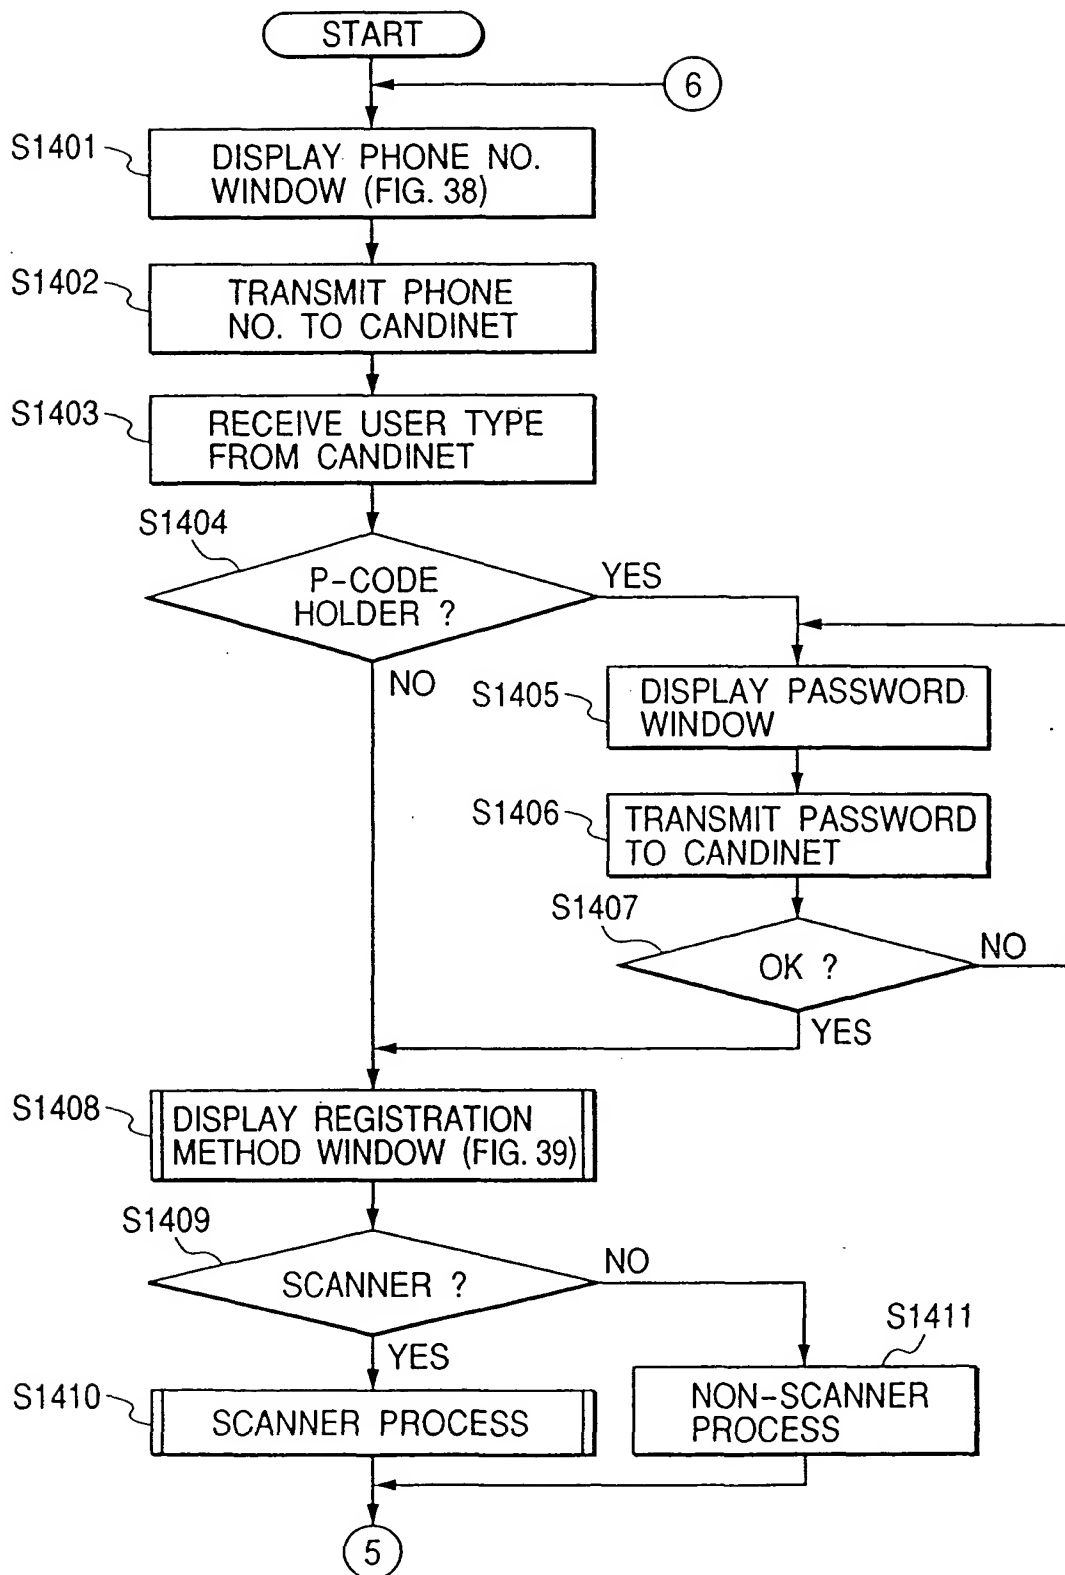 START
6
S1401
DISPLAY PHONE NO.
WINDOW (FIG. 38)
S1402
TRANSMIT PHONE
NO. TO CANDINET
S1403
RECEIVE USER TYPE
FROM CANDINET
S1404
P-CODE
HOLDER ?
YES
NO
S1405
DISPLAY PASSWORD
WINDOW
S1406
TRANSMIT PASSWORD
TO CANDINET
S1407
OK ?
NO
YES
S1408
DISPLAY REGISTRATION
METHOD WINDOW (FIG. 39)
S1409
SCANNER ?
NO
YES
S1411
S1410
SCANNER PROCESS
NON-SCANNER
PROCESS
5